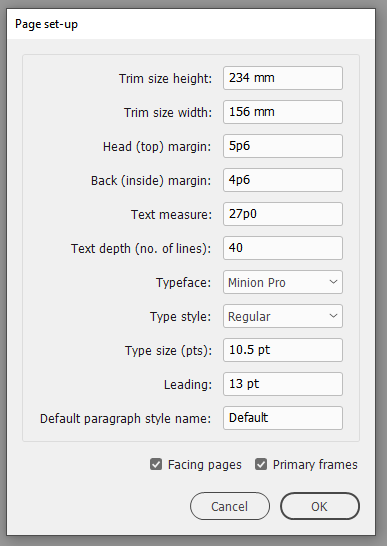 Page set-up
Trim size height: 234 mm
Trim size width: 156 mm
Head (top) margin: 5p6
Back (inside) margin: 4p6
Text measure: 27p0
Text depth (no. of lines): 40
Typeface: Minion Pro
Type style: Regular
Type size (pts): 10.5 pt
Leading: 13 pt
Default paragraph style name: Default
Facing pages Primary frames
Cancel OK